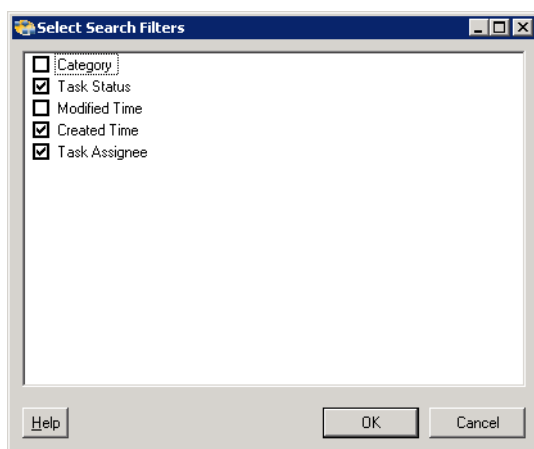 Select Search Filters
Category
Task Status
Modified Time
Created Time
Task Assignee
Help OK Cancel